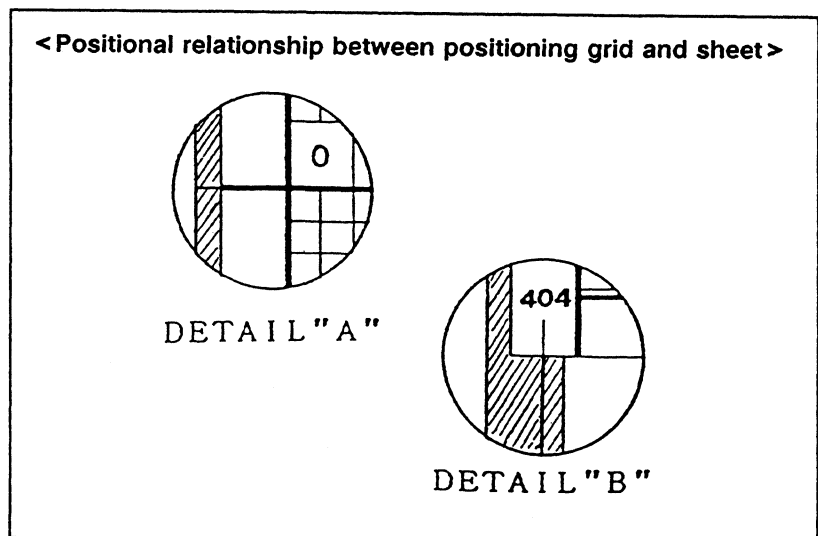 <Positional relationship between positioning grid and sheet>
0
DETAIL"A"
404
DETAIL"B"